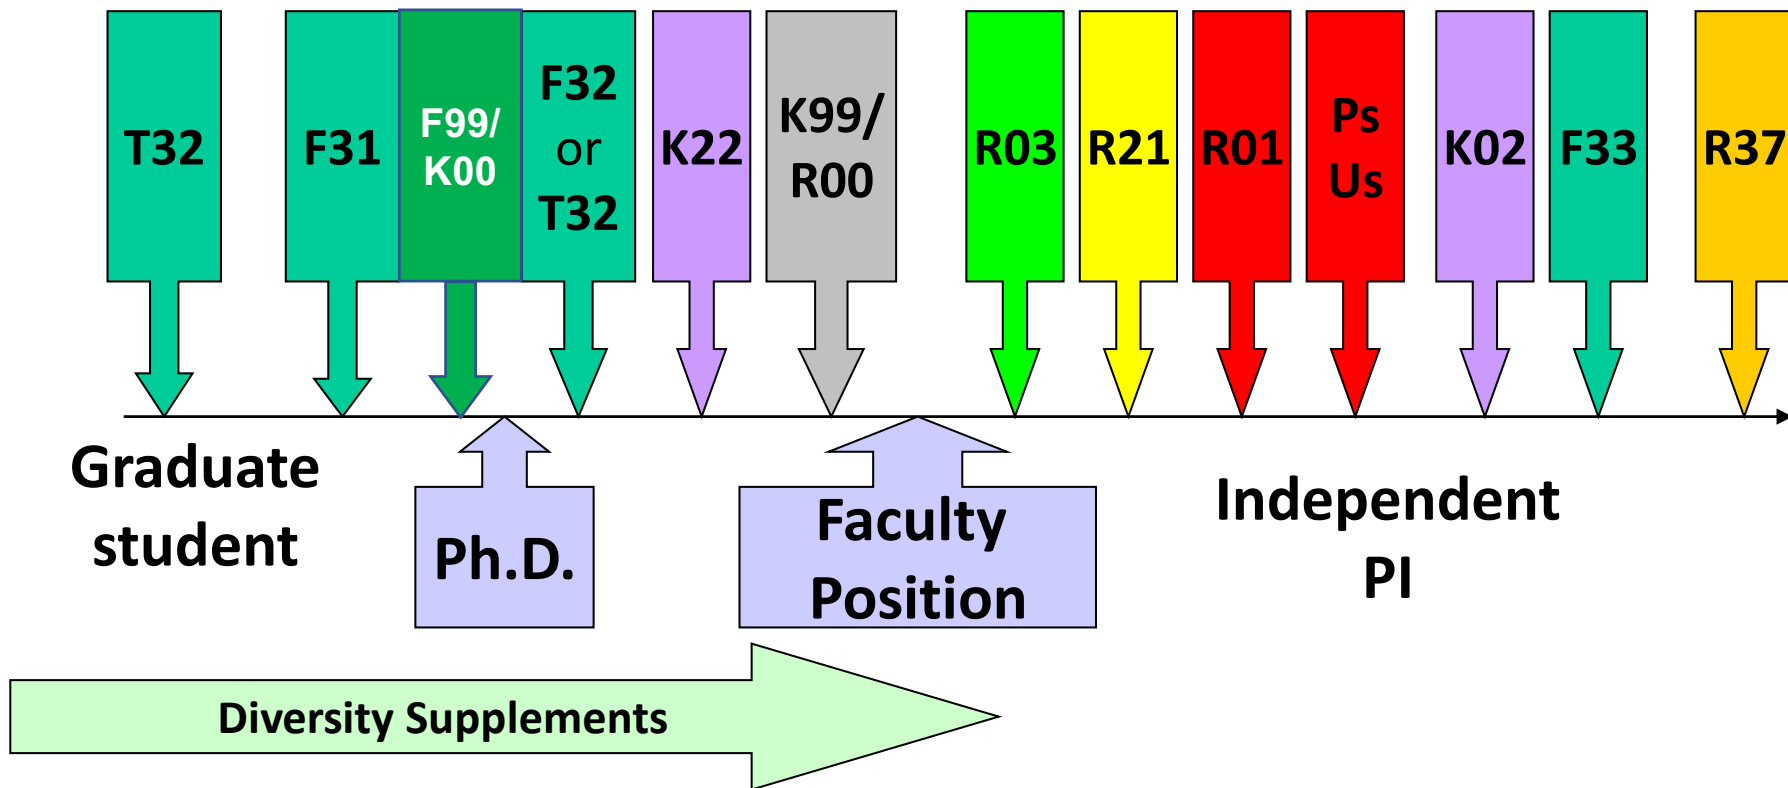 T32
F31
F99/
K00
F32
or
T32
K22
K99/
R00
R03
R21
R01
Ps
Us
K02
F33
R37
Graduate
student
Ph.D.
Faculty
Position
Independent
PI
Diversity Supplements